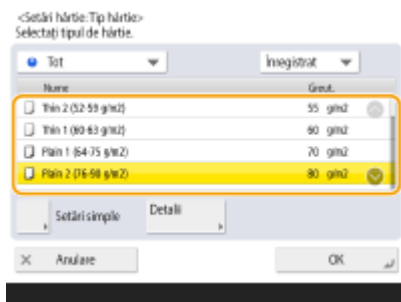 <Setări hârtie: Tip hârtie>
Selectați tipul de hârtie.
Tot Înregistrat
Nume Greut.
Thin 2 (52-59 g/m2) 55 g/m2
Thin 1 (60-63 g/m2) 60 g/m2
Plain 1 (64-75 g/m2) 70 g/m2
Plain 2 (76-90 g/m2) 80 g/m2
Setări simple Detalii
Anulare OK